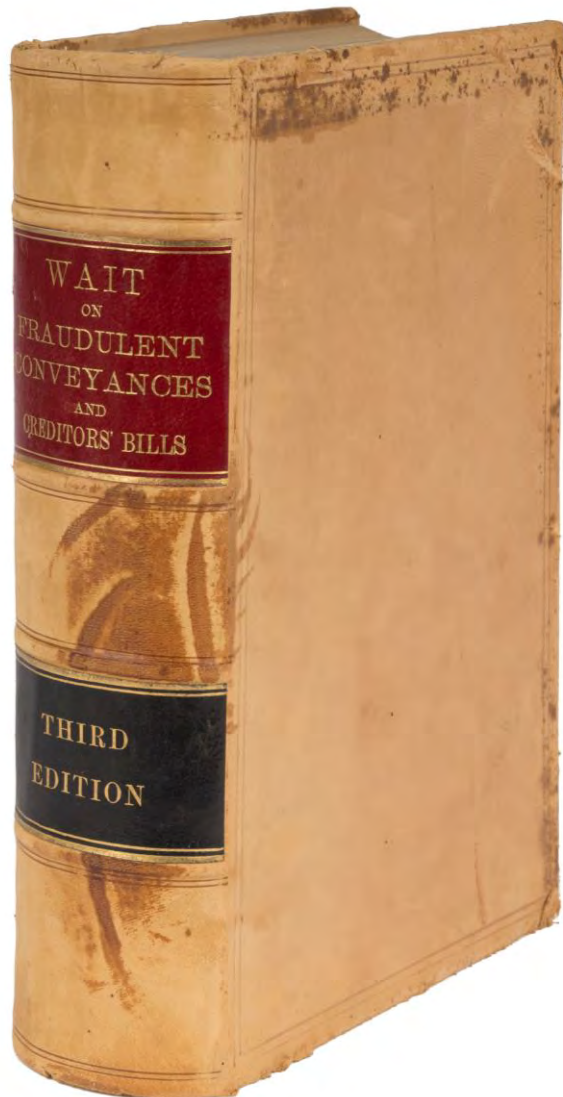 WAIT
ON
FRAUDULENT
CONVEYANCES
AND
CREDITORS' BILLS
THIRD
EDITION